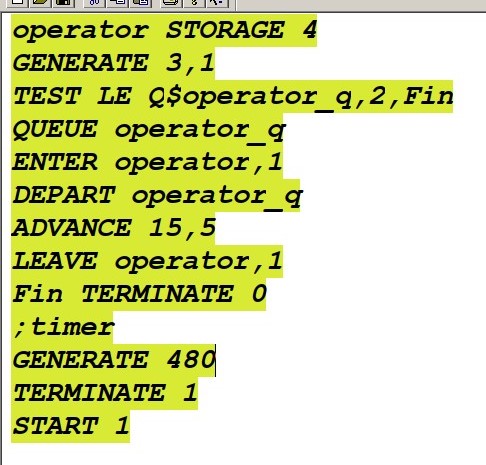 operator STORAGE 4
GENERATE 3,1
TEST LE Q$operator_q,2,Fin
QUEUE operator_q
ENTER operator,1
DEPART operator_q
ADVANCE 15,5
LEAVE operator,1
Fin TERMINATE 0
;timer
GENERATE 480
TERMINATE 1
START 1